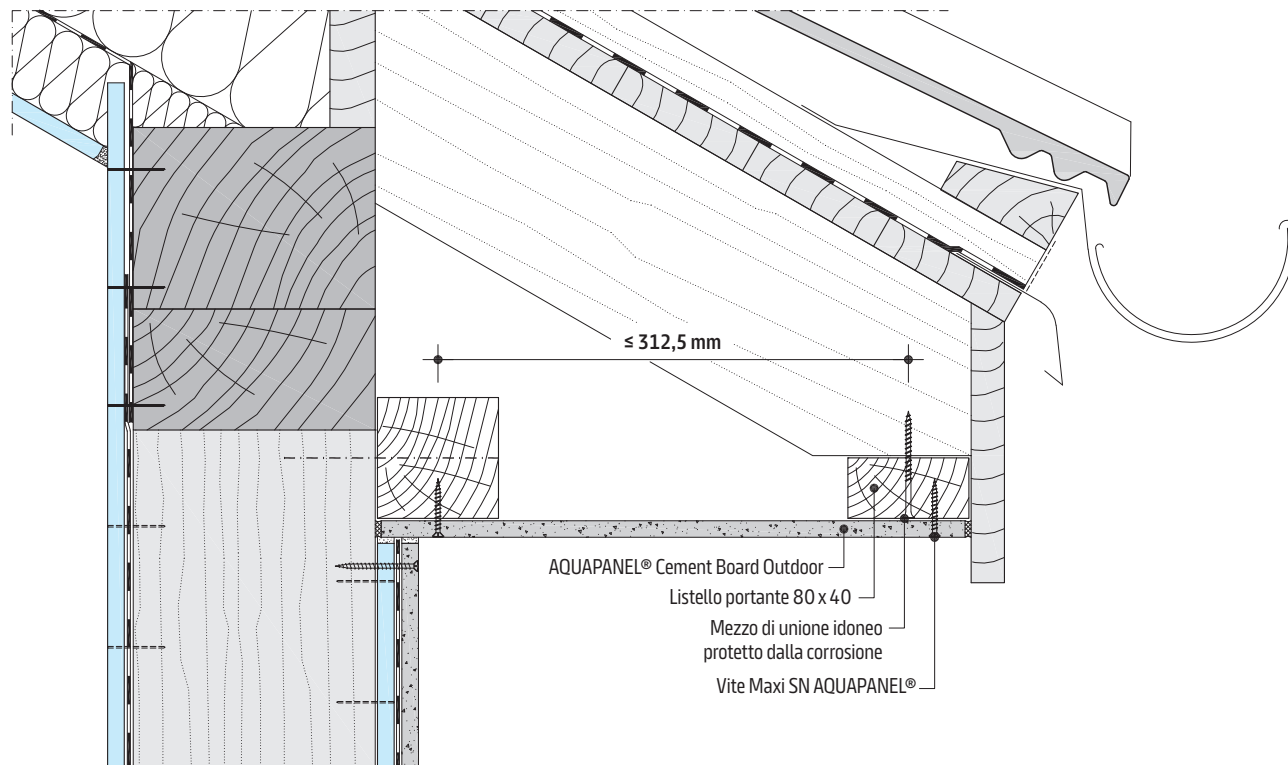 ≤ 312,5 mm
AQUAPANEL® Cement Board Outdoor
Listello portante 80 x 40
Mezzo di unione idoneo
protetto dalla corrosione
Vite Maxi SN AQUAPANEL®